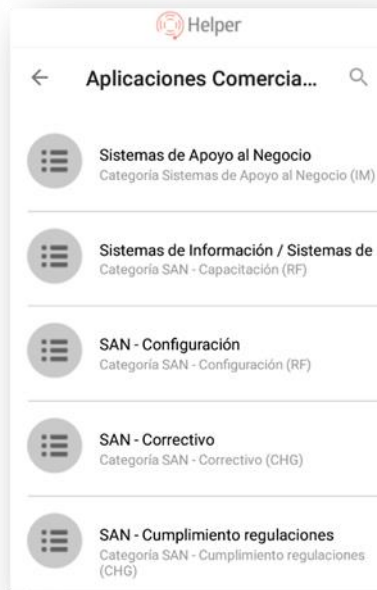 Helper
Aplicaciones Comercia...
Sistemas de Apoyo al Negocio
Categoría Sistemas de Apoyo al Negocio (IM)
Sistemas de Información / Sistemas de
Categoría SAN - Capacitación (RF)
SAN - Configuración
Categoría SAN - Configuración (RF)
SAN - Correctivo
Categoría SAN - Correctivo (CHG)
SAN - Cumplimiento regulaciones
Categoría SAN - Cumplimiento regulaciones
(CHG)